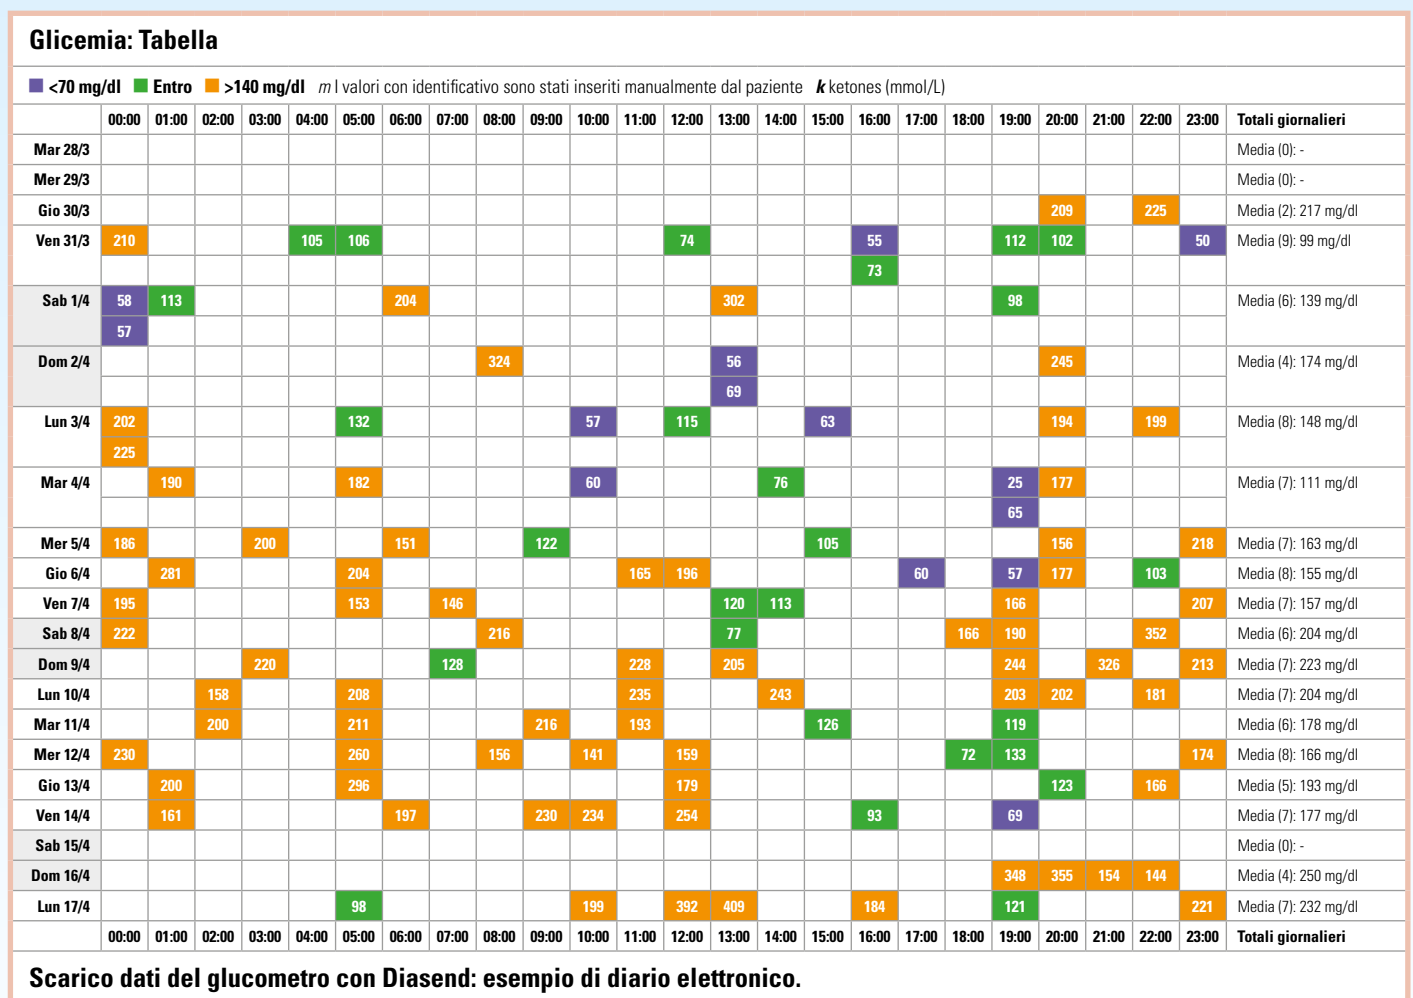 Glicemia: Tabella
<70 mg/dl Entro >140 mg/dl m I valori con identificativo sono stati inseriti manualmente dal paziente k ketones (mmol/L)
00:00 01:00 02:00 03:00 04:00 05:00 06:00 07:00 08:00 09:00 10:00 11:00 12:00 13:00 14:00 15:00 16:00 17:00 18:00 19:00 20:00 21:00 22:00 23:00 Totali giornalieri
Mar 28/3 Media (0): -
Mer 29/3 Media (0): -
Gio 30/3 209 225 Media (2): 217 mg/dl
Ven 31/3 210 105 106 74 55 112 102 50 Media (9): 99 mg/dl
73
Sab 1/4 58 113 204 302 98 Media (6): 139 mg/dl
57
Dom 2/4 324 56 245 Media (4): 174 mg/dl
69
Lun 3/4 202 132 57 115 63 194 199 Media (8): 148 mg/dl
225
Mar 4/4 190 182 60 76 25 177 Media (7): 111 mg/dl
65
Mer 5/4 186 200 151 122 105 156 218 Media (7): 163 mg/dl
Gio 6/4 281 204 165 196 60 57 177 103 Media (8): 155 mg/dl
Ven 7/4 195 153 146 120 113 166 207 Media (7): 157 mg/dl
Sab 8/4 222 216 77 166 190 352 Media (6): 204 mg/dl
Dom 9/4 220 128 228 205 244 326 213 Media (7): 223 mg/dl
Lun 10/4 158 208 235 243 203 202 181 Media (7): 204 mg/dl
Mar 11/4 200 211 216 193 126 119 Media (6): 178 mg/dl
Mer 12/4 230 260 156 141 159 72 133 174 Media (8): 166 mg/dl
Gio 13/4 200 296 179 123 166 Media (5): 193 mg/dl
Ven 14/4 161 197 230 234 254 93 69 Media (7): 177 mg/dl
Sab 15/4 Media (0): -
Dom 16/4 348 355 154 144 Media (4): 250 mg/dl
Lun 17/4 98 199 392 409 184 121 221 Media (7): 232 mg/dl
00:00 01:00 02:00 03:00 04:00 05:00 06:00 07:00 08:00 09:00 10:00 11:00 12:00 13:00 14:00 15:00 16:00 17:00 18:00 19:00 20:00 21:00 22:00 23:00 Totali giornalieri
Scarico dati del glucometro con Diasend: esempio di diario elettronico.